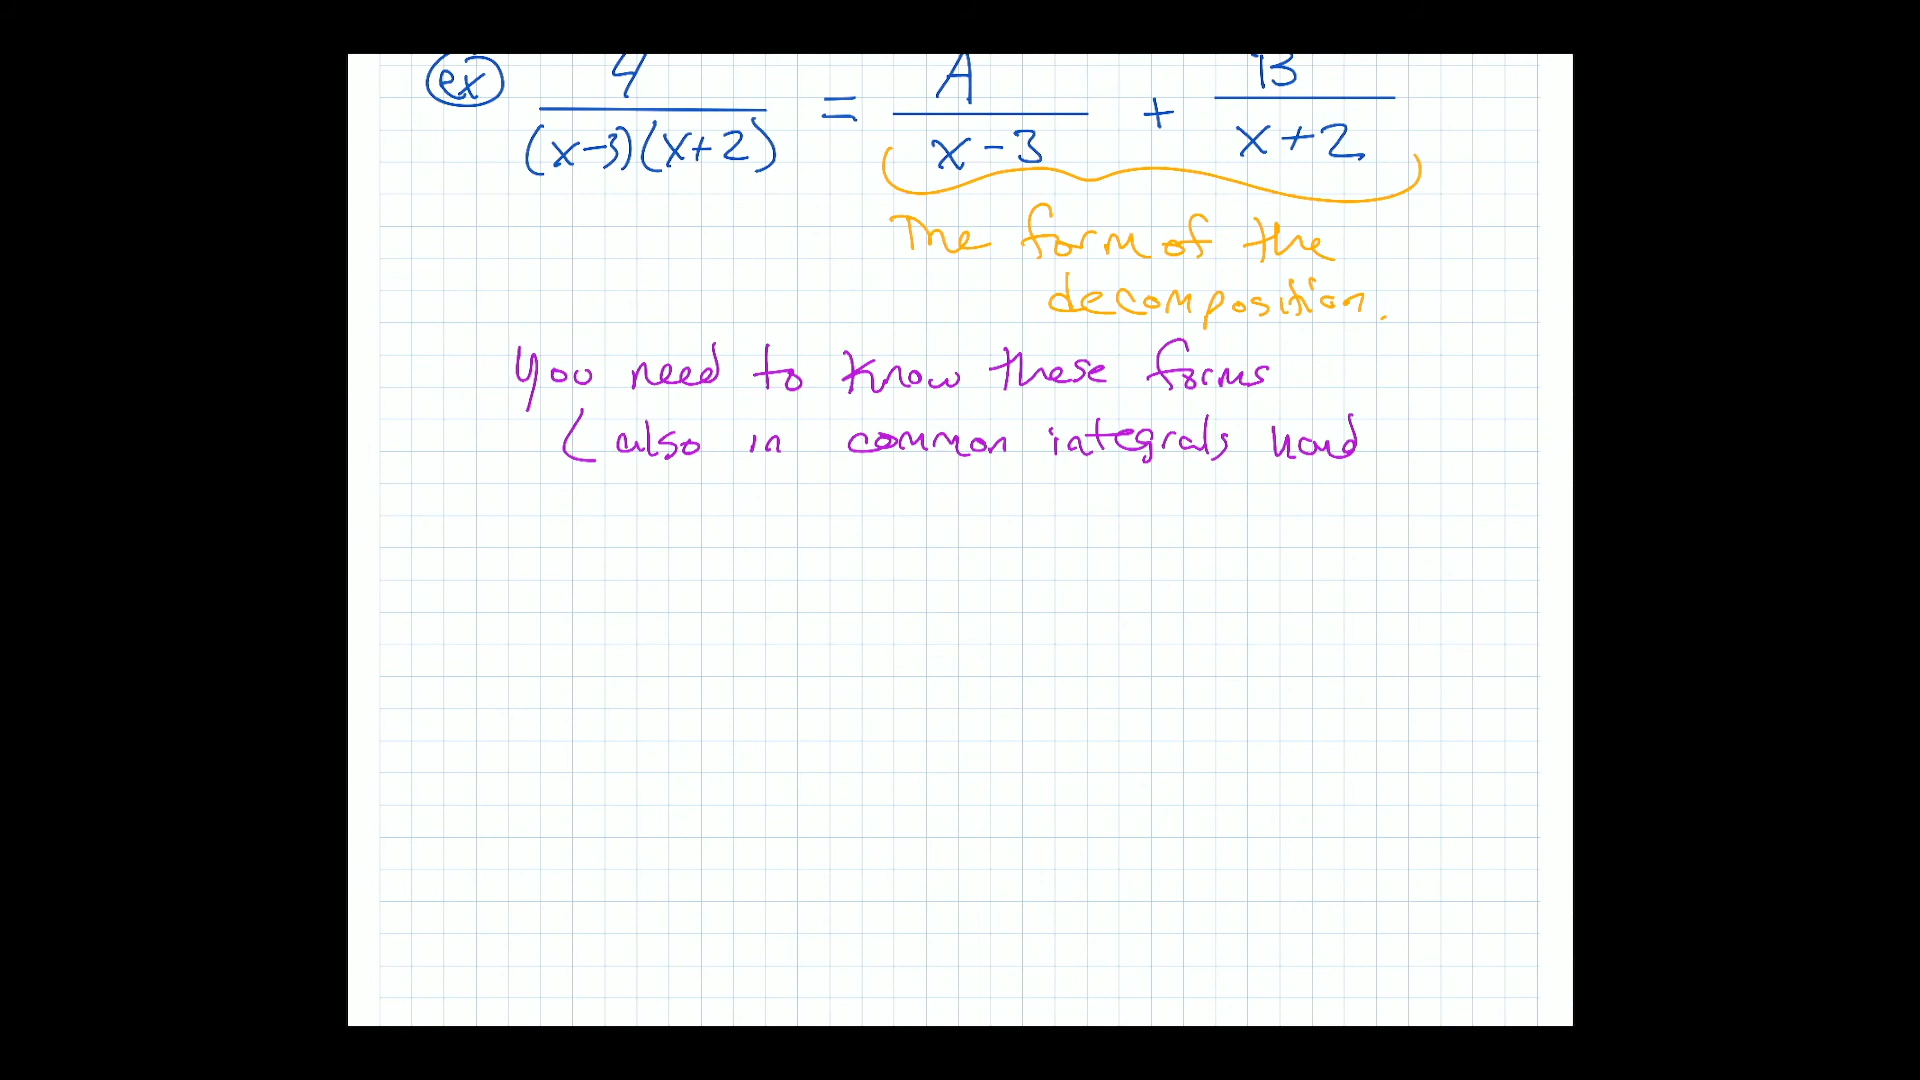 ex 4/((x-3)(x+2)) = A/(x-3) + B/(x+2)
The form of the
decomposition.
You need to know these forms
( also in common integrals hand